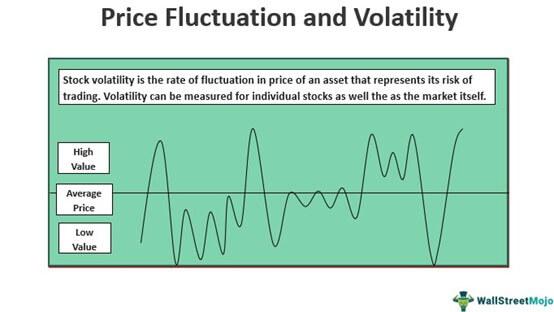 Price Fluctuation and Volatility
Stock volatility is the rate of fluctuation in price of an asset that represents its risk of
trading. Volatility can be measured for individual stocks as well the as the market itself.
High
Value
Average
Price
Low
Value
WallStreetMojo